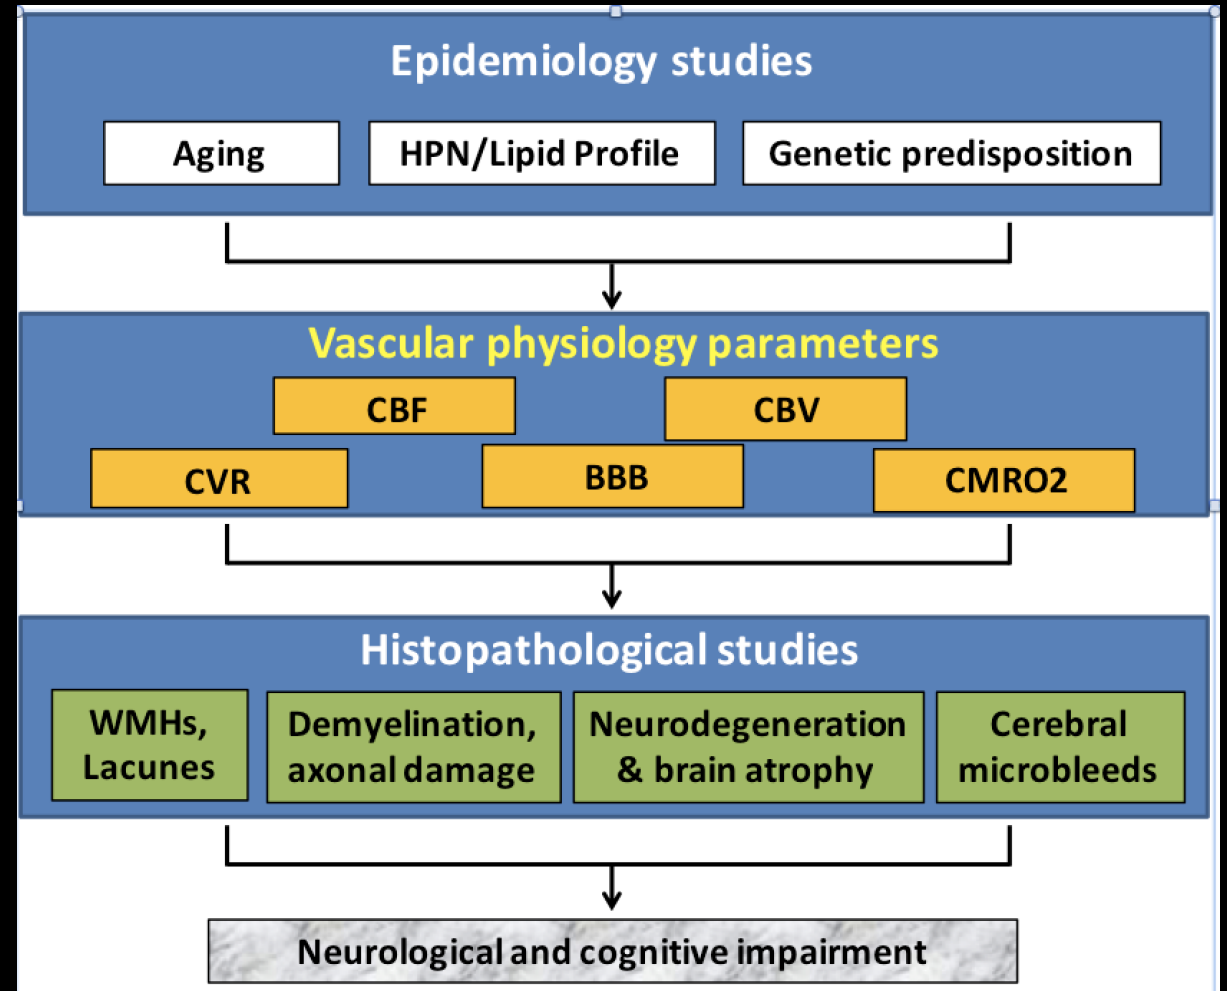 Epidemiology studies
Aging
HPN/Lipid Profile
Genetic predisposition
Vascular physiology parameters
CBF
CBV
CVR
BBB
CMRO2
Histopathological studies
WMHs,
Lacunes
Demyelination,
axonal damage
Neurodegeneration
& brain atrophy
Cerebral
microbleeds
Neurological and cognitive impairment